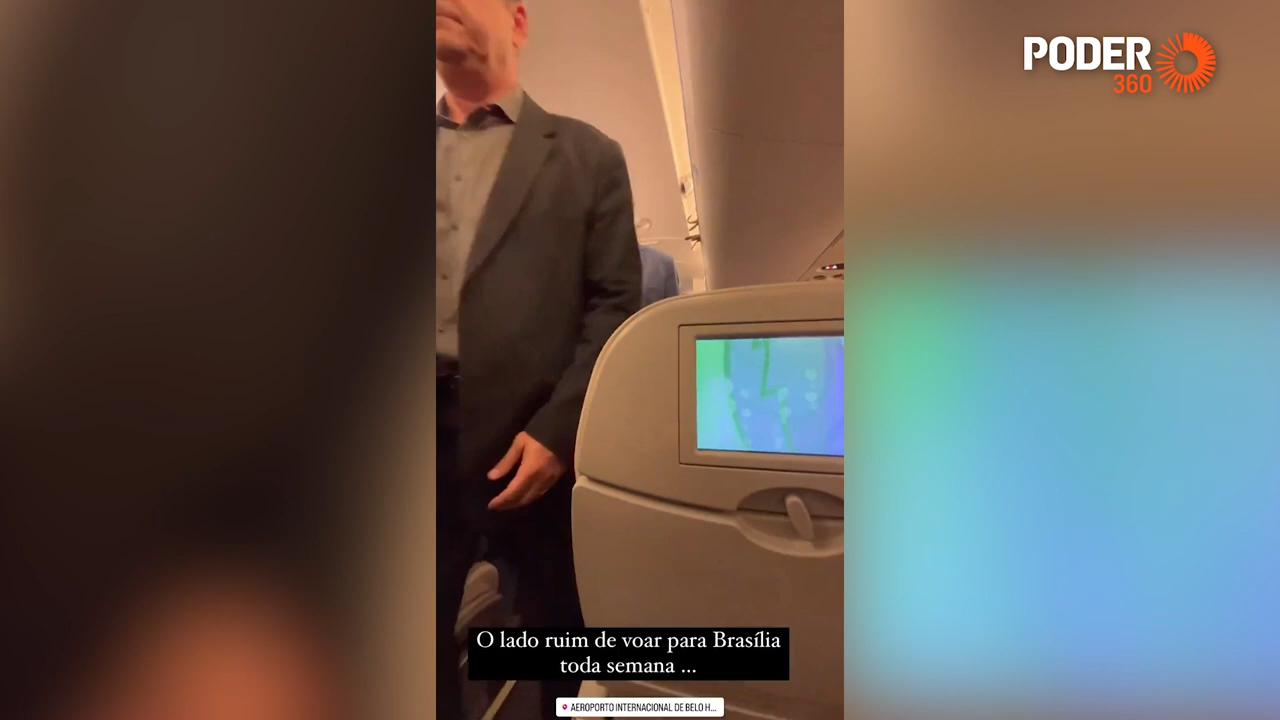 PODER
360
O lado ruim de voar para Brasília
toda semana ...
AEROPORTO INTERNACIONAL DE BELO H...